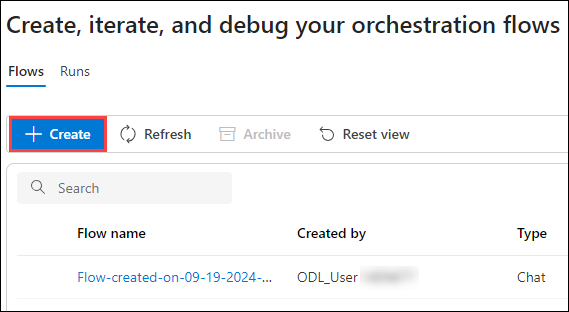 Create, iterate, and debug your orchestration flows
Flows Runs
Create Refresh Archive Reset view
Search
Flow name Created by Type
Flow-created-on-09-19-2024-... ODL_User Chat